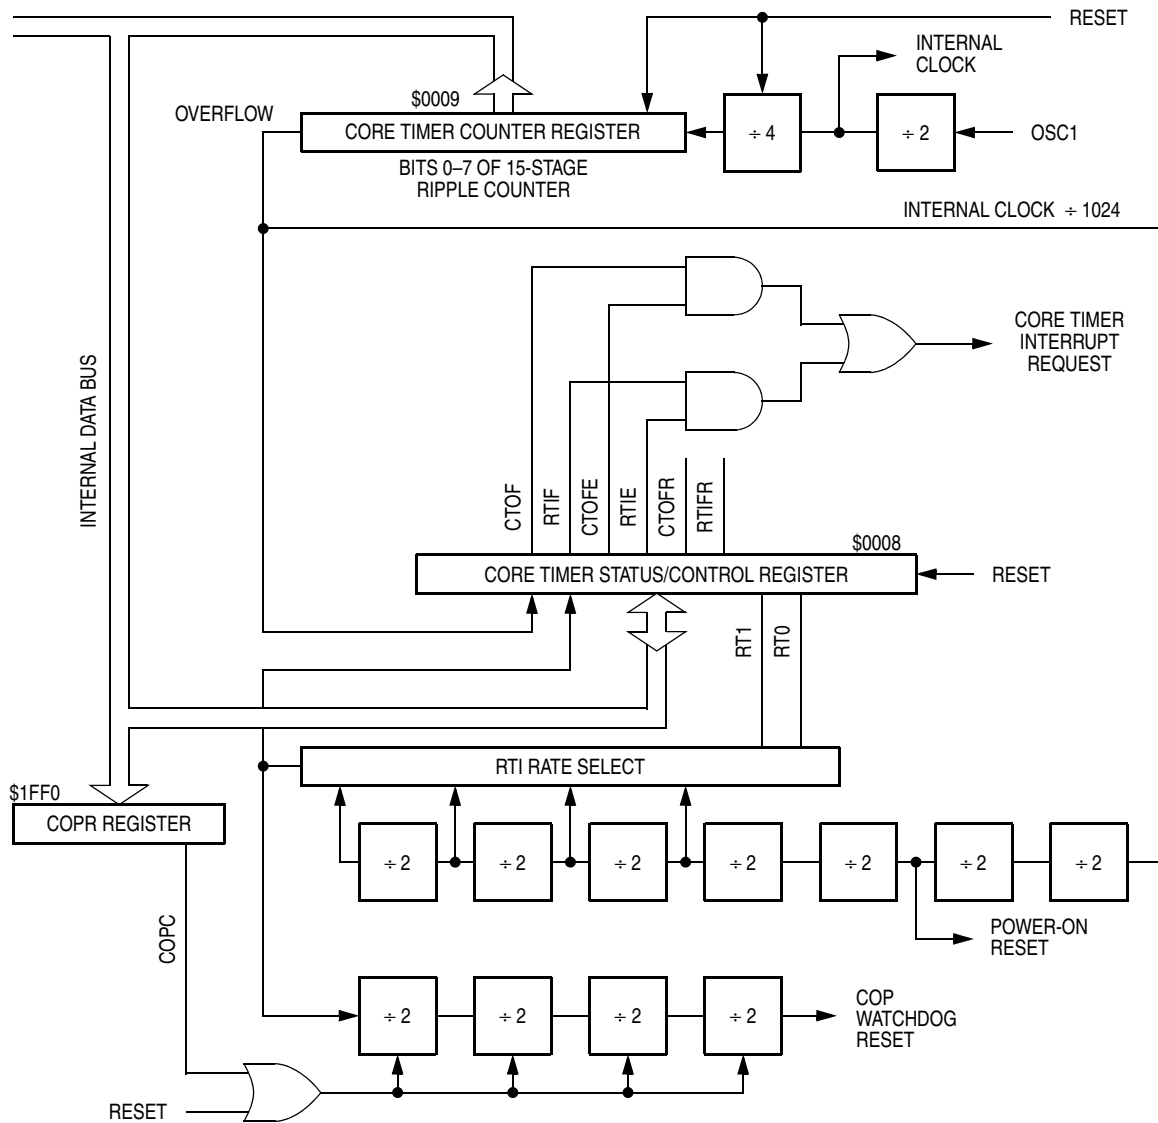 RESET
INTERNAL
CLOCK
$0009
OVERFLOW
CORE TIMER COUNTER REGISTER
÷ 4
÷ 2
OSC1
BITS 0–7 OF 15-STAGE
RIPPLE COUNTER
INTERNAL CLOCK ÷ 1024
CORE TIMER
INTERRUPT
REQUEST
INTERNAL DATA BUS
CTOF
RTIF
CTOFE
RTIE
CTOFR
RTIFR
$0008
CORE TIMER STATUS/CONTROL REGISTER
RESET
RT1
RT0
RTI RATE SELECT
$1FF0
COPR REGISTER
÷ 2
÷ 2
÷ 2
÷ 2
÷ 2
÷ 2
÷ 2
POWER-ON
RESET
COPC
÷ 2
÷ 2
÷ 2
÷ 2
COP
WATCHDOG
RESET
RESET